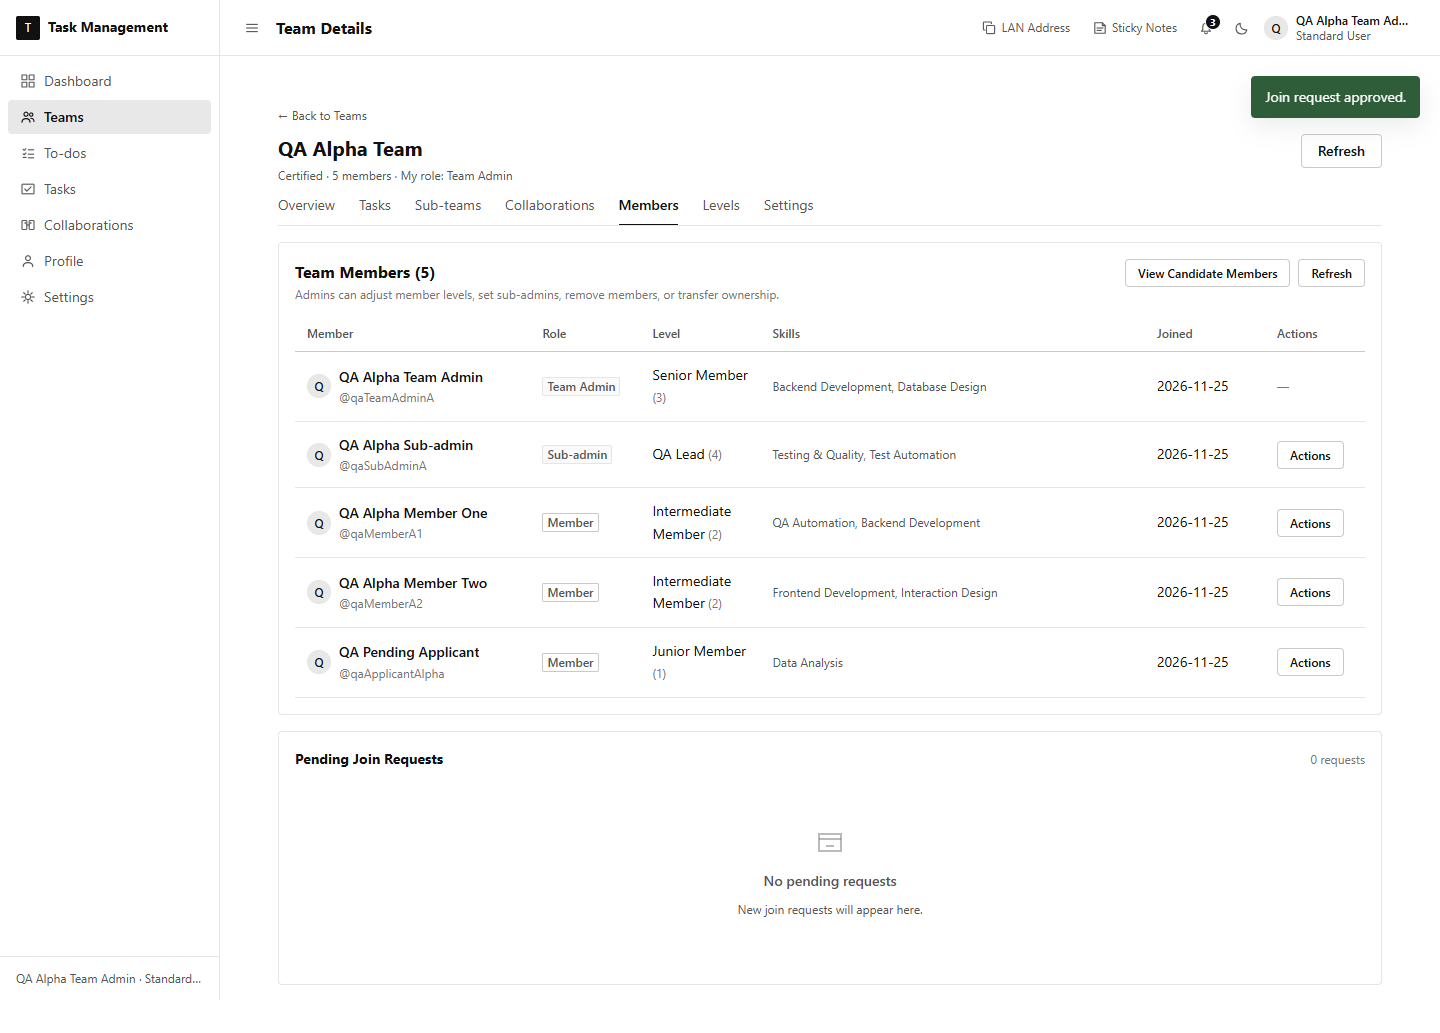 T Task Management
Team Details
LAN Address
Sticky Notes
3
Q
QA Alpha Team Ad...
Standard User
Dashboard
Teams
To-dos
Tasks
Collaborations
Profile
Settings
Join request approved.
← Back to Teams
QA Alpha Team
Refresh
Certified · 5 members · My role: Team Admin
Overview Tasks Sub-teams Collaborations Members Levels Settings
Team Members (5)
View Candidate Members Refresh
Admins can adjust member levels, set sub-admins, remove members, or transfer ownership.
Member Role Level Skills Joined Actions
Q QA Alpha Team Admin
@qaTeamAdminA
Team Admin
Senior Member
(3)
Backend Development, Database Design
2026-11-25
—
Q QA Alpha Sub-admin
@qaSubAdminA
Sub-admin
QA Lead (4)
Testing & Quality, Test Automation
2026-11-25
Actions
Q QA Alpha Member One
@qaMemberA1
Member
Intermediate
Member (2)
QA Automation, Backend Development
2026-11-25
Actions
Q QA Alpha Member Two
@qaMemberA2
Member
Intermediate
Member (2)
Frontend Development, Interaction Design
2026-11-25
Actions
Q QA Pending Applicant
@qaApplicantAlpha
Member
Junior Member
(1)
Data Analysis
2026-11-25
Actions
Pending Join Requests
0 requests
No pending requests
New join requests will appear here.
QA Alpha Team Admin · Standard...